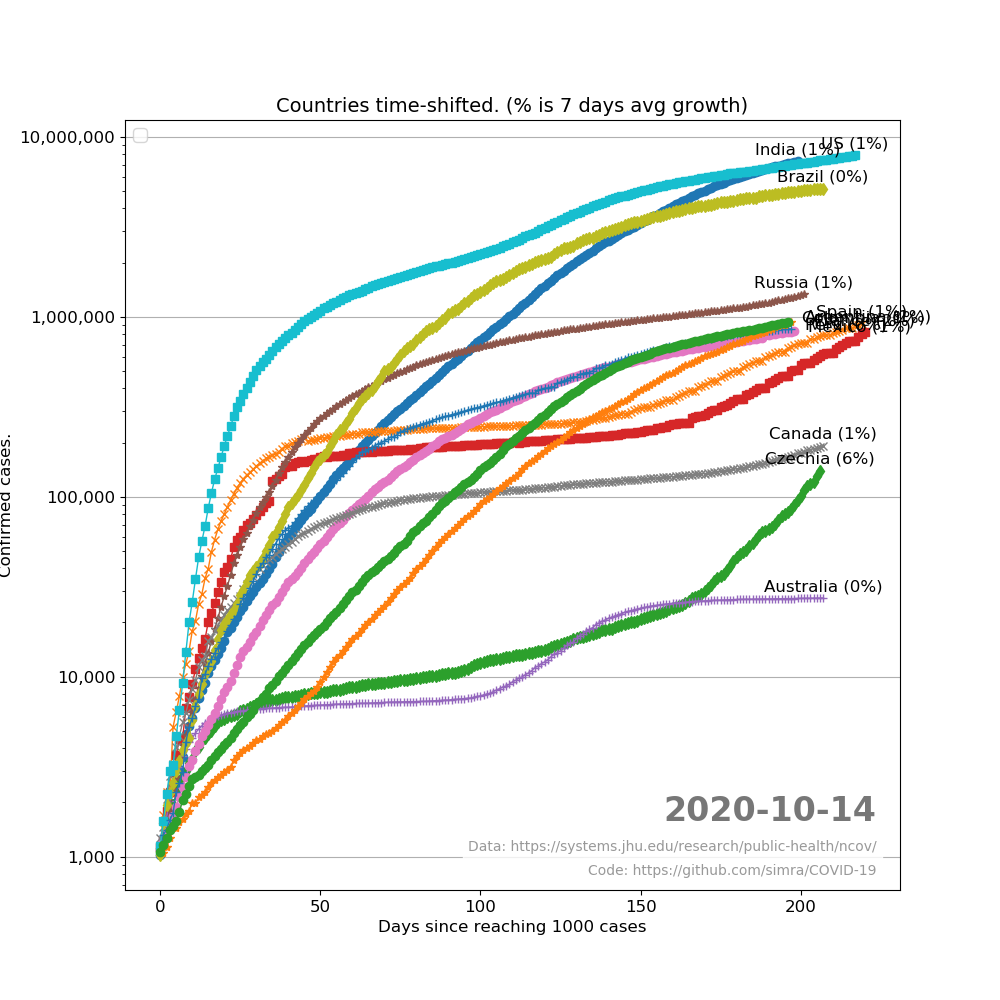 Countries time-shifted. (% is 7 days avg growth)
10,000,000
1,000,000
100,000
10,000
1,000
Confirmed cases.
India (1%)
US (1%)
Brazil (0%)
Russia (1%)
Spain (1%)
Mexico (1%)
Canada (1%)
Czechia (6%)
Australia (0%)
2020-10-14
Data: https://systems.jhu.edu/research/public-health/ncov/
Code: https://github.com/simra/COVID-19
0 50 100 150 200
Days since reaching 1000 cases